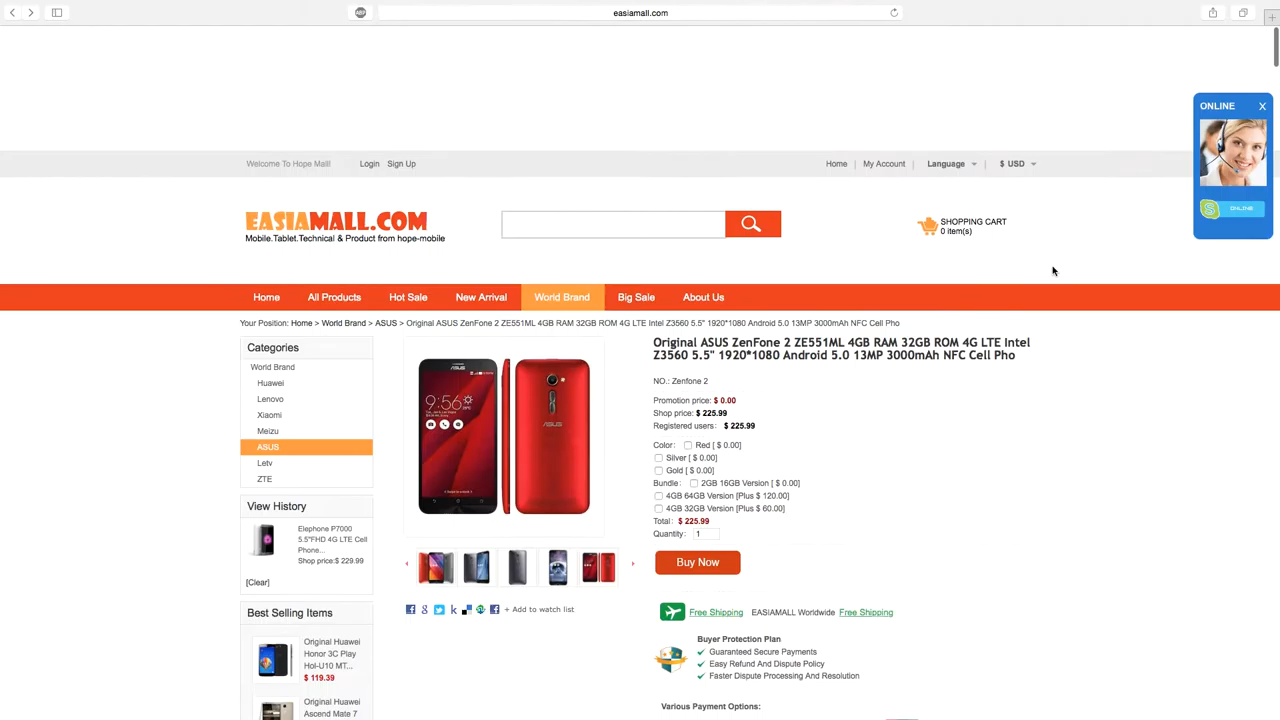 easiamall.com
ABP
ONLINE X
ONLINE
Welcome To Hope Mall! Login Sign Up Home | My Account | Language | $ USD
EASIAMALL.COM
Mobile.Tablet.Technical & Product from hope-mobile
SHOPPING CART
0 item(s)
Home All Products Hot Sale New Arrival World Brand Big Sale About Us
Your Position: Home > World Brand > ASUS > Original ASUS ZenFone 2 ZE551ML 4GB RAM 32GB ROM 4G LTE Intel Z3560 5.5" 1920*1080 Android 5.0 13MP 3000mAh NFC Cell Pho
Categories
World Brand
Huawei
Lenovo
Xiaomi
Meizu
ASUS
Letv
ZTE
View History
Elephone P7000
5.5"FHD 4G LTE Cell
Phone...
Shop price:$ 229.99
[Clear]
Best Selling Items
Original Huawei
Honor 3C Play
Hol-U10 MT...
$ 119.39
Original Huawei
Ascend Mate 7
ASUS
9:56
ASUS
+ Add to watch list
Original ASUS ZenFone 2 ZE551ML 4GB RAM 32GB ROM 4G LTE Intel
Z3560 5.5" 1920*1080 Android 5.0 13MP 3000mAh NFC Cell Pho
NO.: Zenfone 2
Promotion price: $ 0.00
Shop price: $ 225.99
Registered users: $ 225.99
Color: Red [ $ 0.00]
Silver [ $ 0.00]
Gold [ $ 0.00]
Bundle: 2GB 16GB Version [ $ 0.00]
4GB 64GB Version [Plus $ 120.00]
4GB 32GB Version [Plus $ 60.00]
Total: $ 225.99
Quantity: 1
Buy Now
Free Shipping EASIAMALL Worldwide Free Shipping
Buyer Protection Plan
Guaranteed Secure Payments
Easy Refund And Dispute Policy
Faster Dispute Processing And Resolution
Various Payment Options: